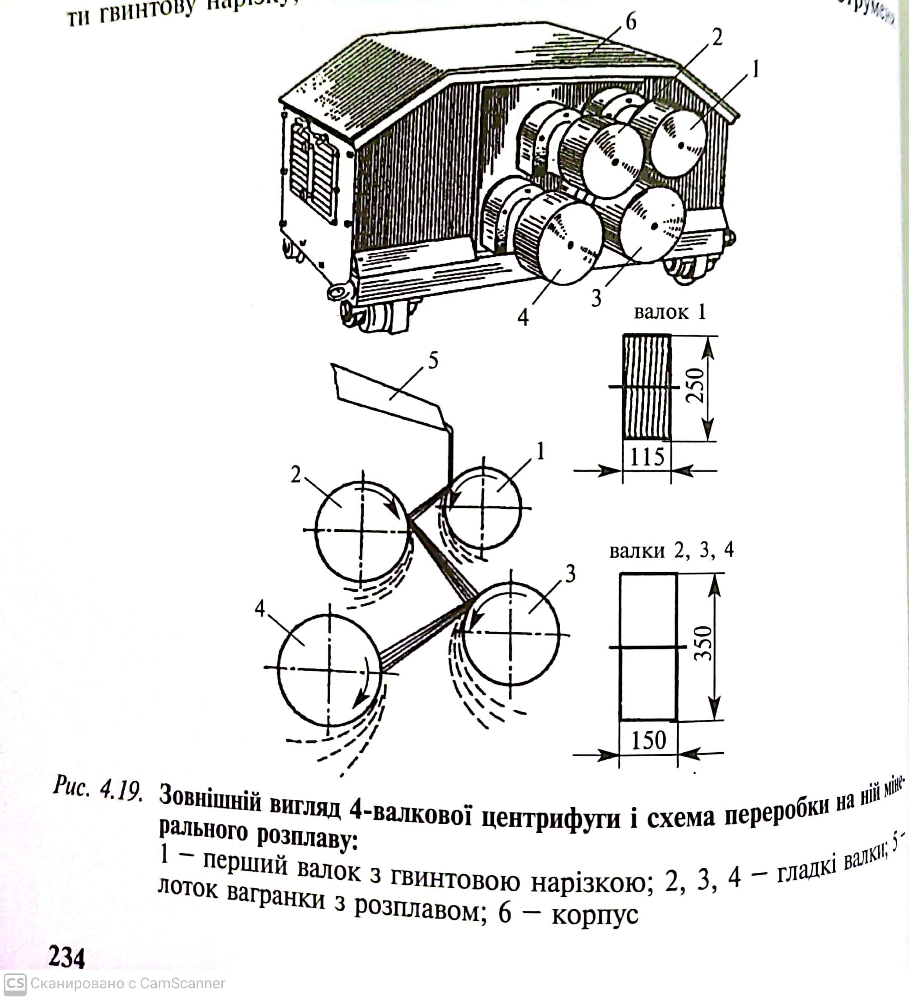 ти гвинтову нарізку,
6
2
1
3
4
валок 1
5
250
115
1
2
валки 2, 3, 4
3
4
350
150
Рис. 4.19. Зовнішній вигляд 4-валкової центрифуги і схема переробки на ній міне-
рального розплаву:
1 – перший валок з гвинтовою нарізкою; 2, 3, 4 – гладкі валки; 5 –
лоток вагранки з розплавом; 6 – корпус
234
CS Сканировано с CamScanner